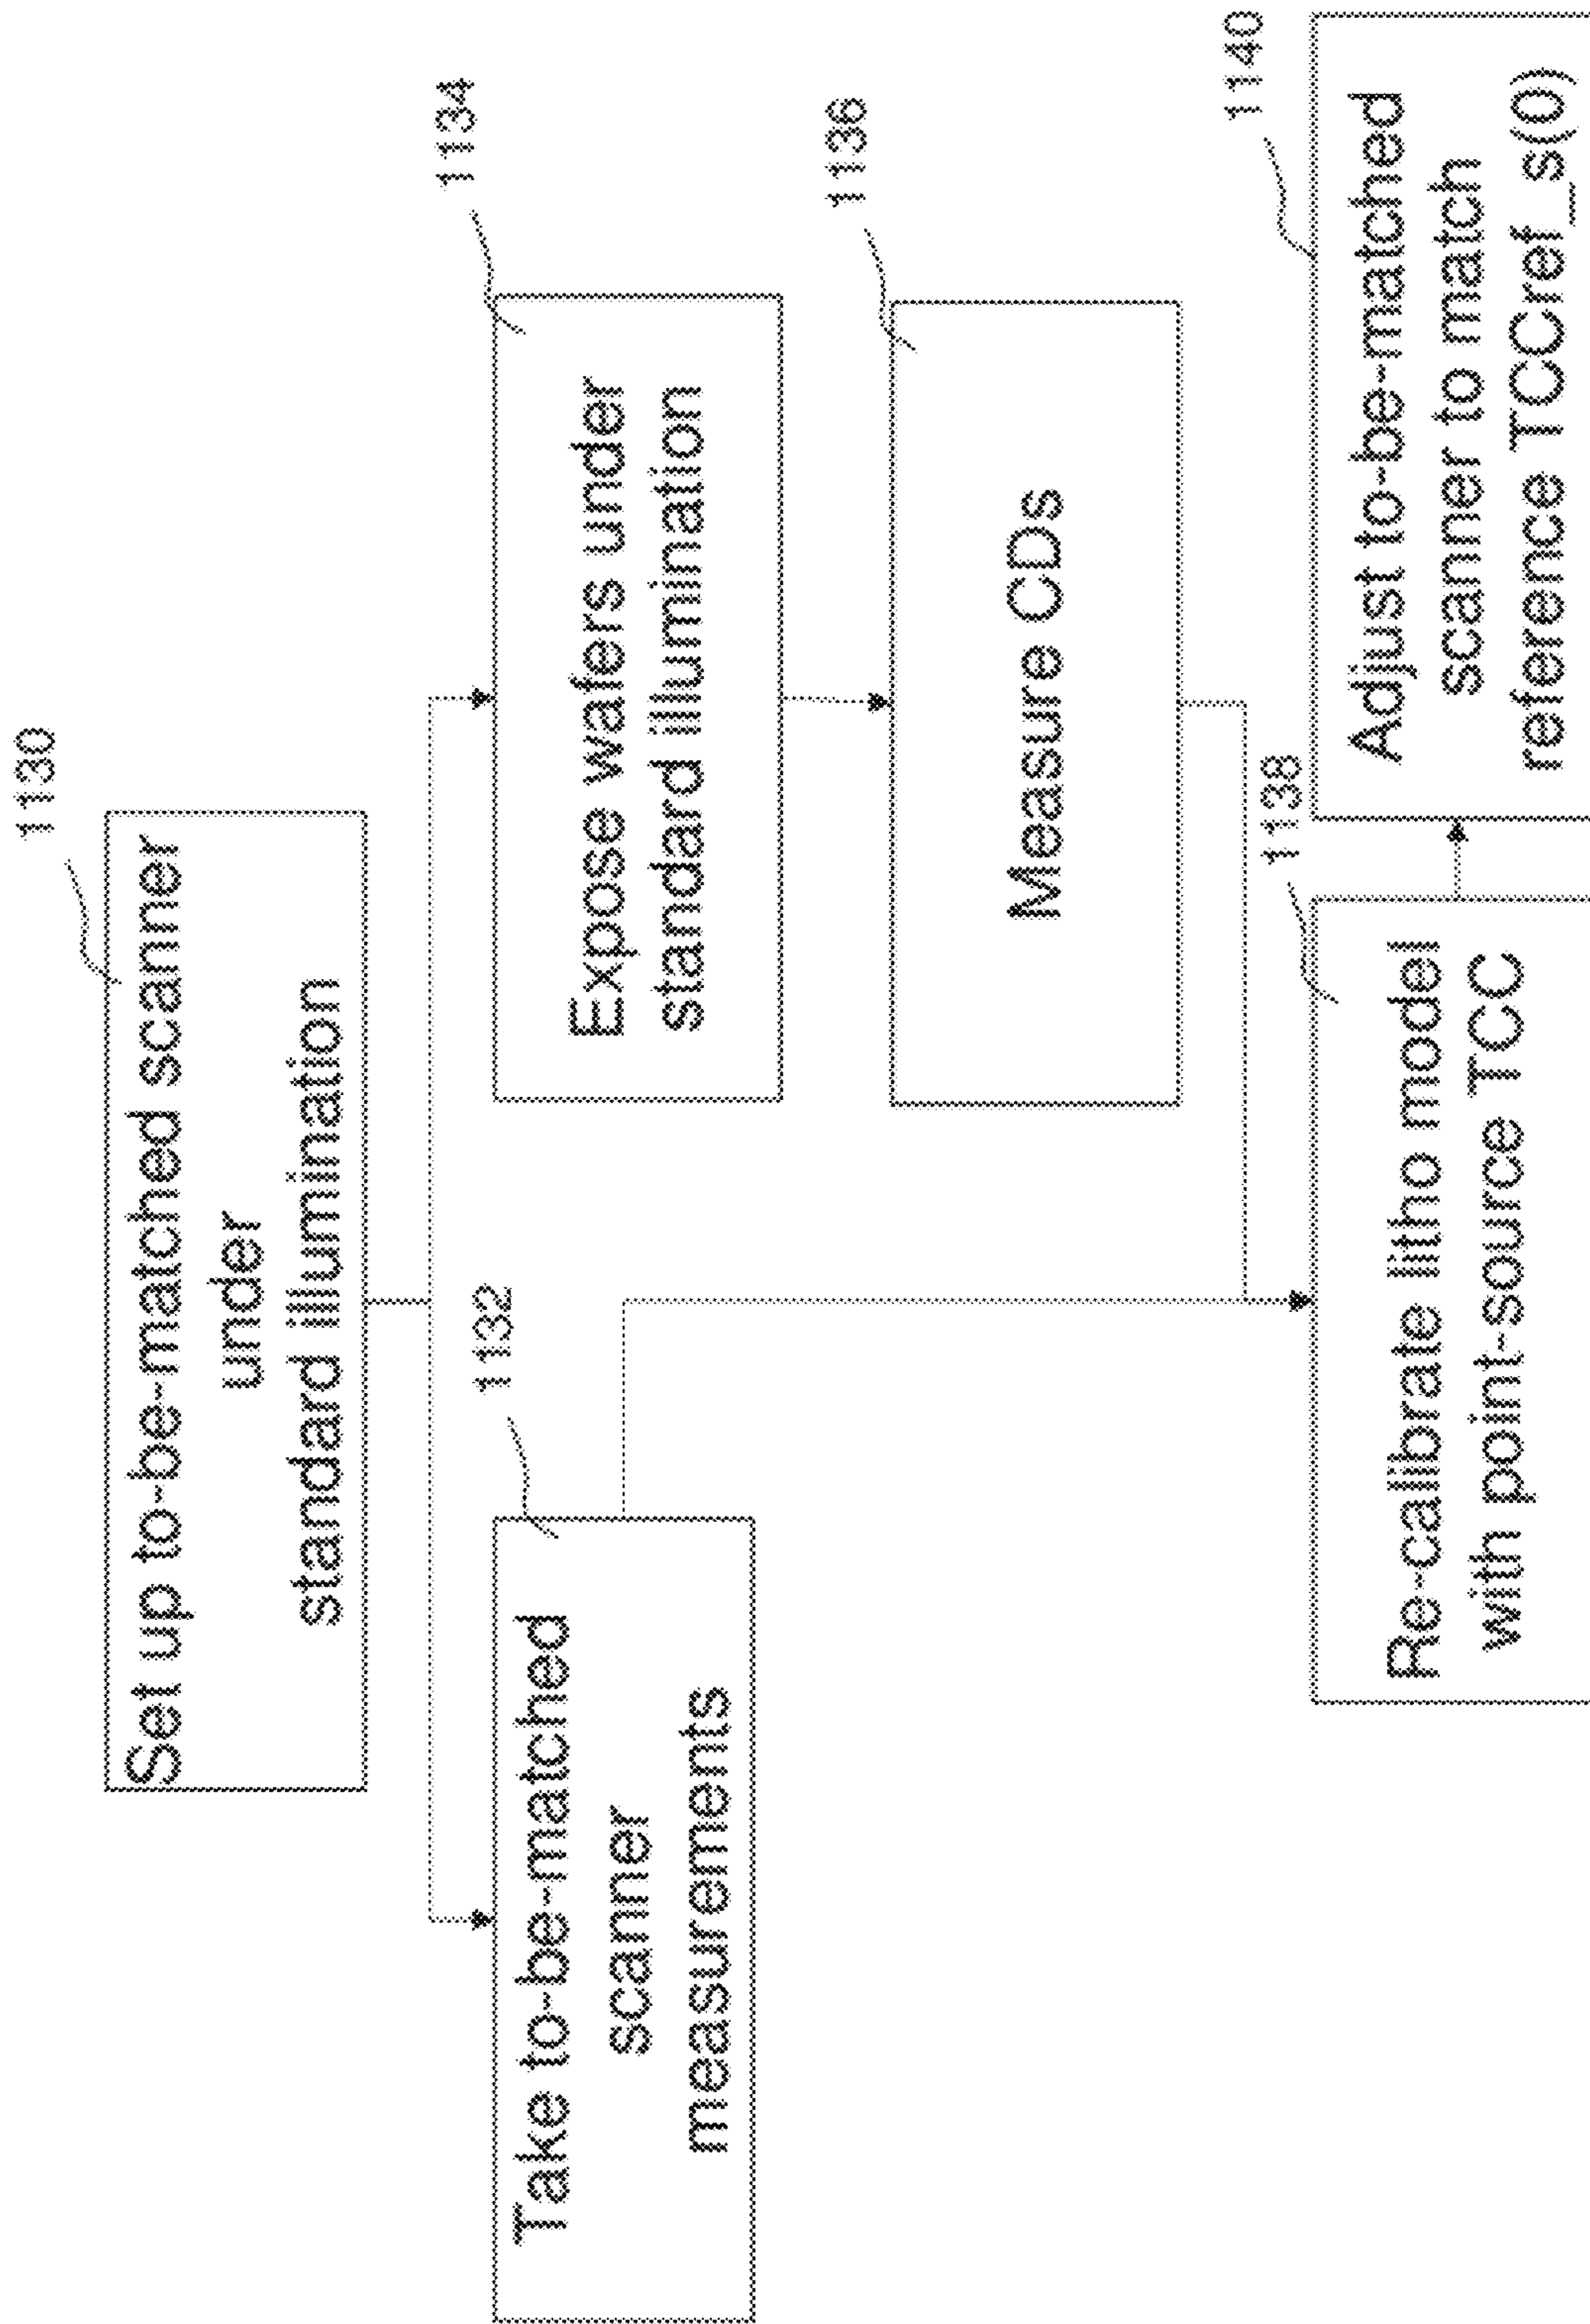 1130
Set up to-be-matched scanner
under
standard illumination
1132
Take to-be-matched
scanner
measurements
1134
Expose wafers under
standard illumination
1136
Measure CDs
1138
Re-calibrate litho model
with point-source TCC
1140
Adjust to-be-matched
scanner to match
reference TCCref_s(0)